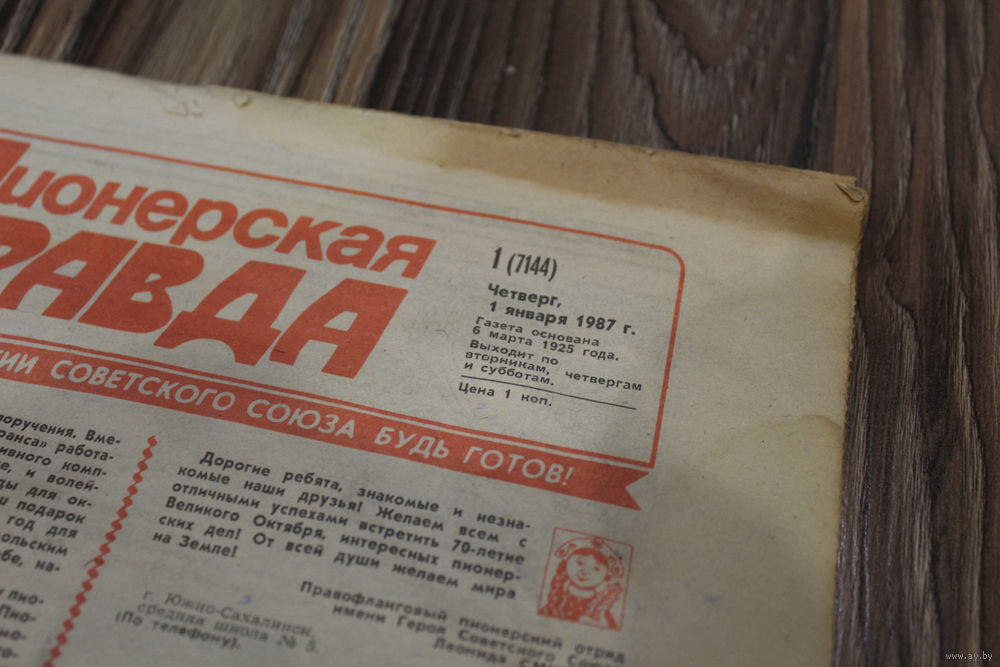 Пионерская
ПРАВДА
1 (7144)
Четверг,
1 января 1987 г.
Газета основана
6 марта 1925 года.
Выходит по
вторникам, четвергам
и субботам.
Цена 1 коп.
СОВЕТСКОГО СОЮЗА БУДЬ ГОТОВ!
поручения. Вме-
работа-
ивного комп-
е, и волей-
ды для ок-
ш подарок
год для
ольским
бе, на-
Дорогие ребята, знакомые и незна-
комые наши друзья! Желаем всем с
отличными успехами встретить 70-летие
Великого Октября, интересных пионер-
ских дел! От всей души желаем мира
на Земле!
Правофланговый пионерский отряд
имени Героя Советского Союз
Леонида СМ
г. Южно-Сахалинск,
средняя школа № 5.
(По телефону).
www.ay.by